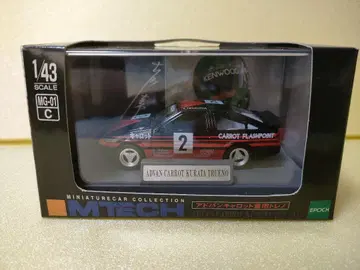 1/43
SCALE
MG-01
C
KENWOOD
CARROT FLASHPOINT
2
ADVAN CARROT KURATA TRUENO
MINIATURECAR COLLECTION
MTECH
アドバンキャロット倉田トレノ
EPOCH